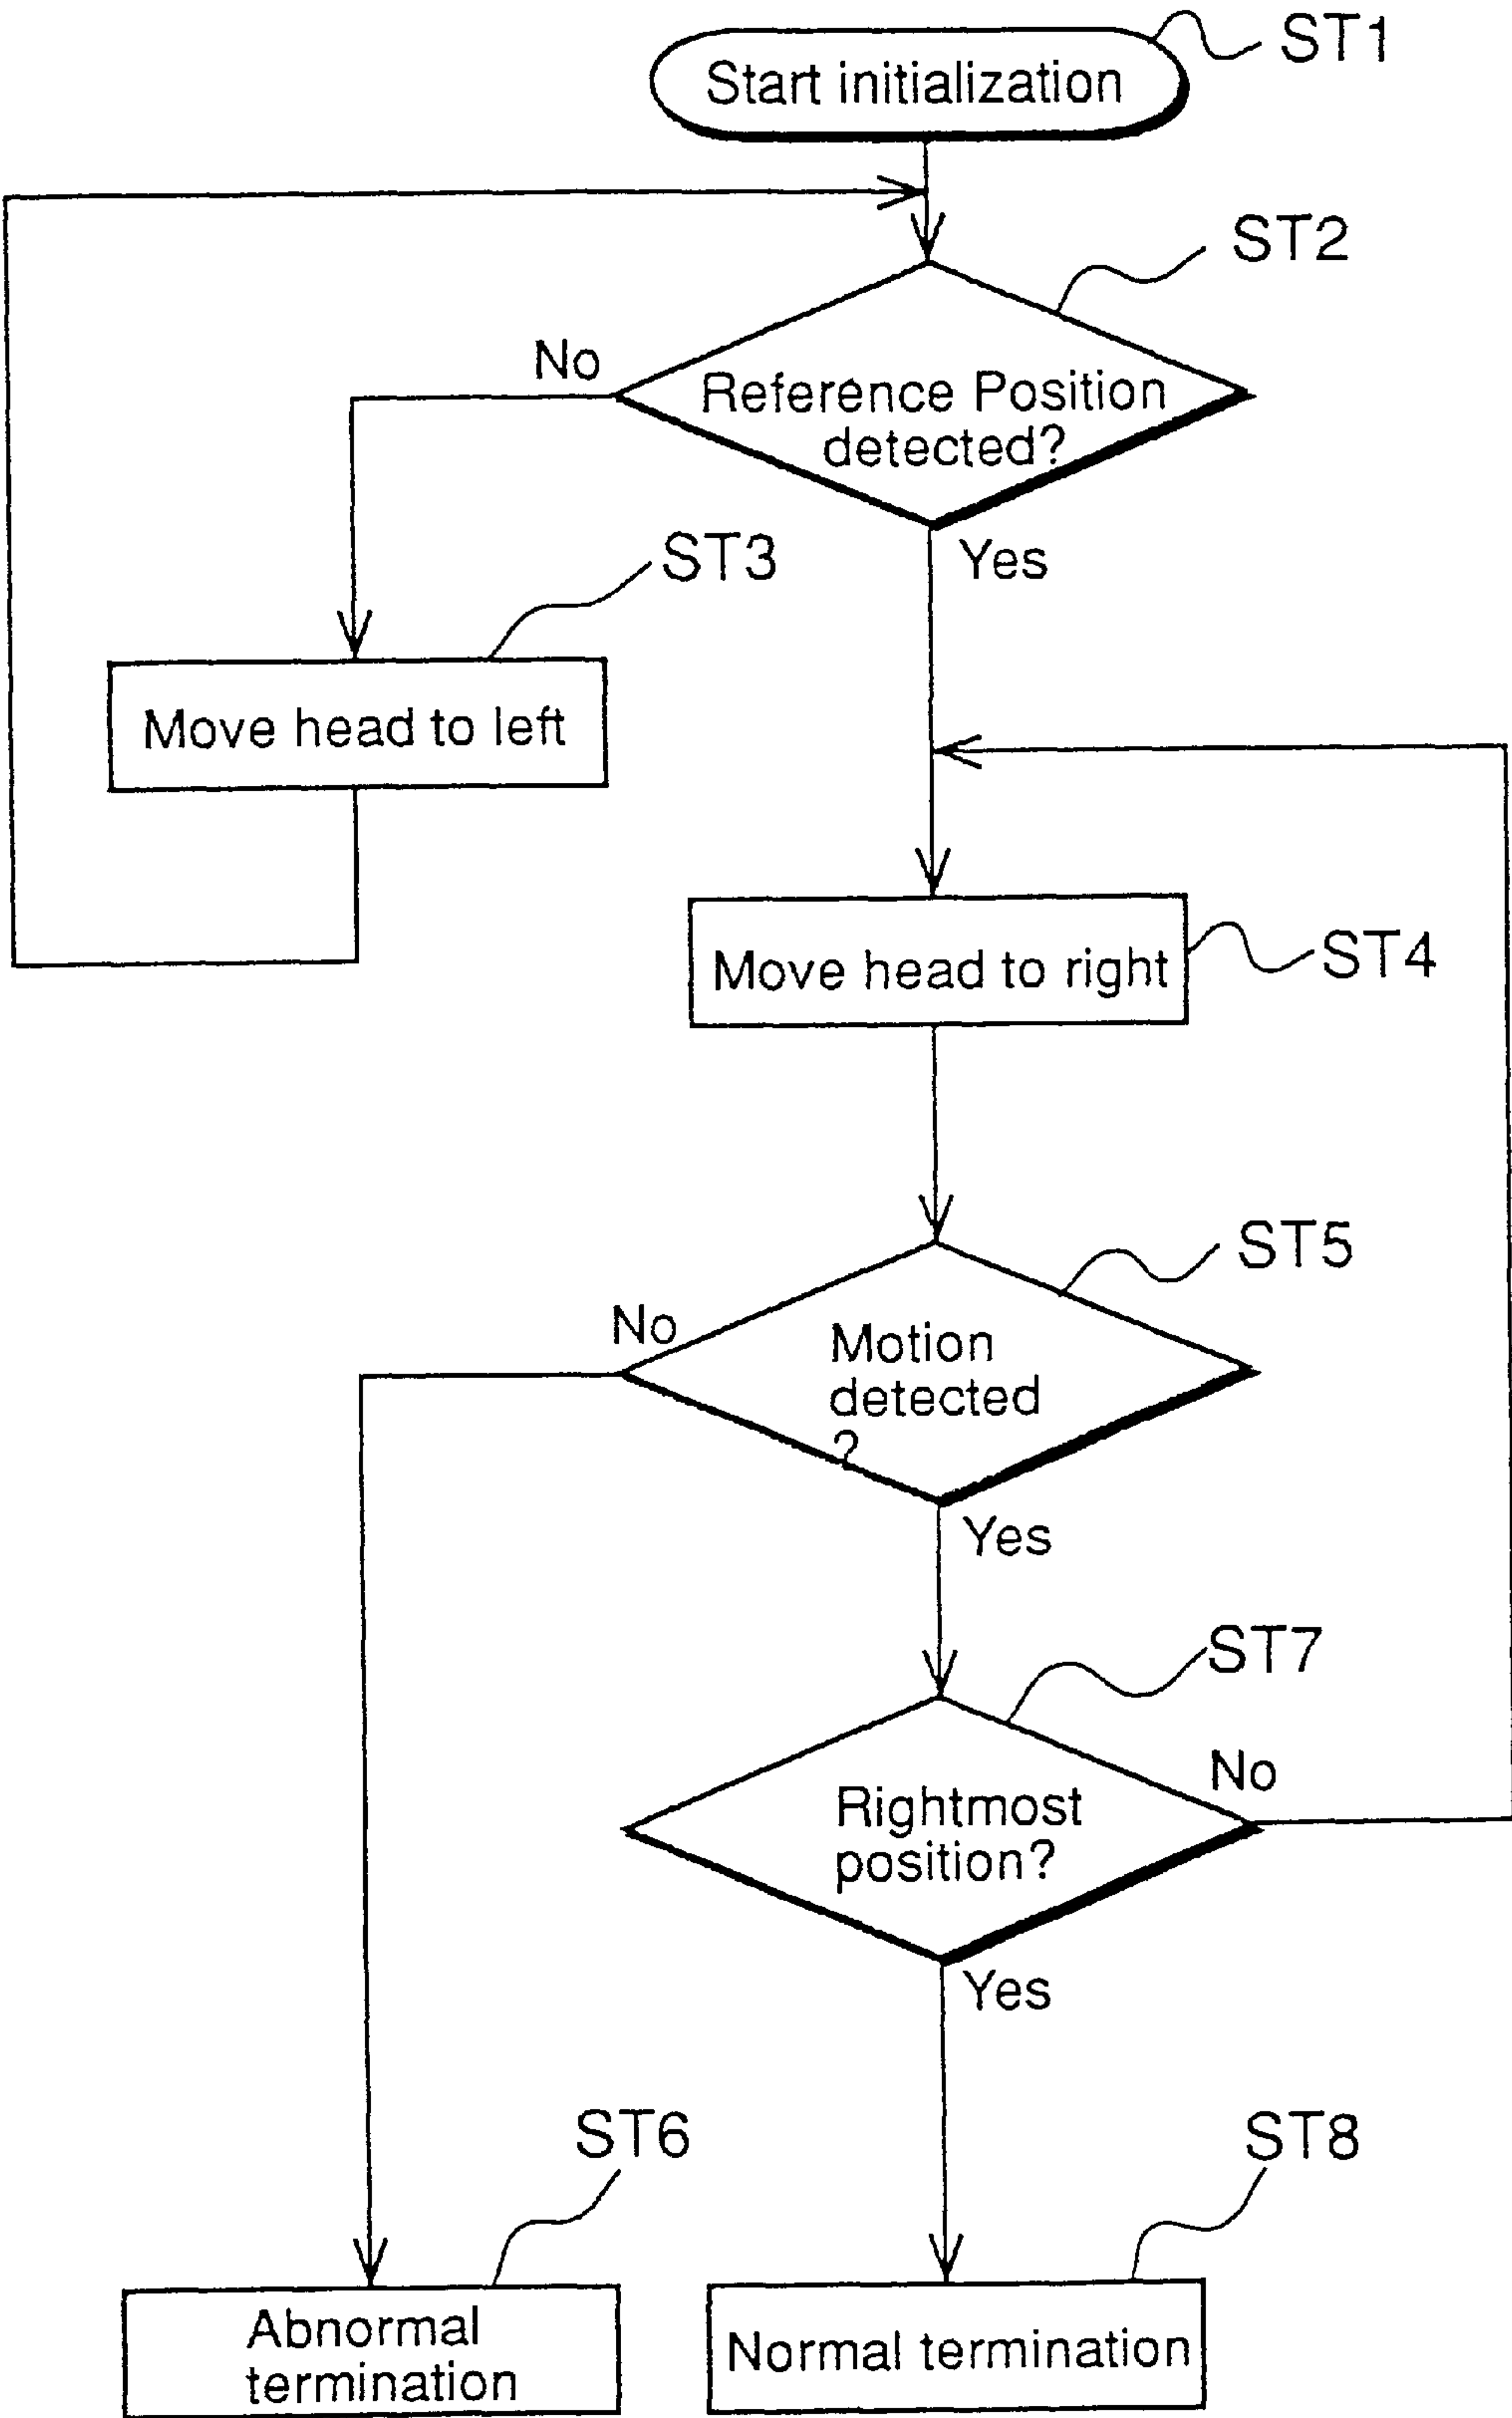 Start initialization
ST1
ST2
No
Reference Position
detected?
Yes
ST3
Move head to left
Move head to right
ST4
ST5
No
Motion
detected
?
Yes
ST7
No
Rightmost
position?
Yes
ST6
ST8
Abnormal
termination
Normal termination